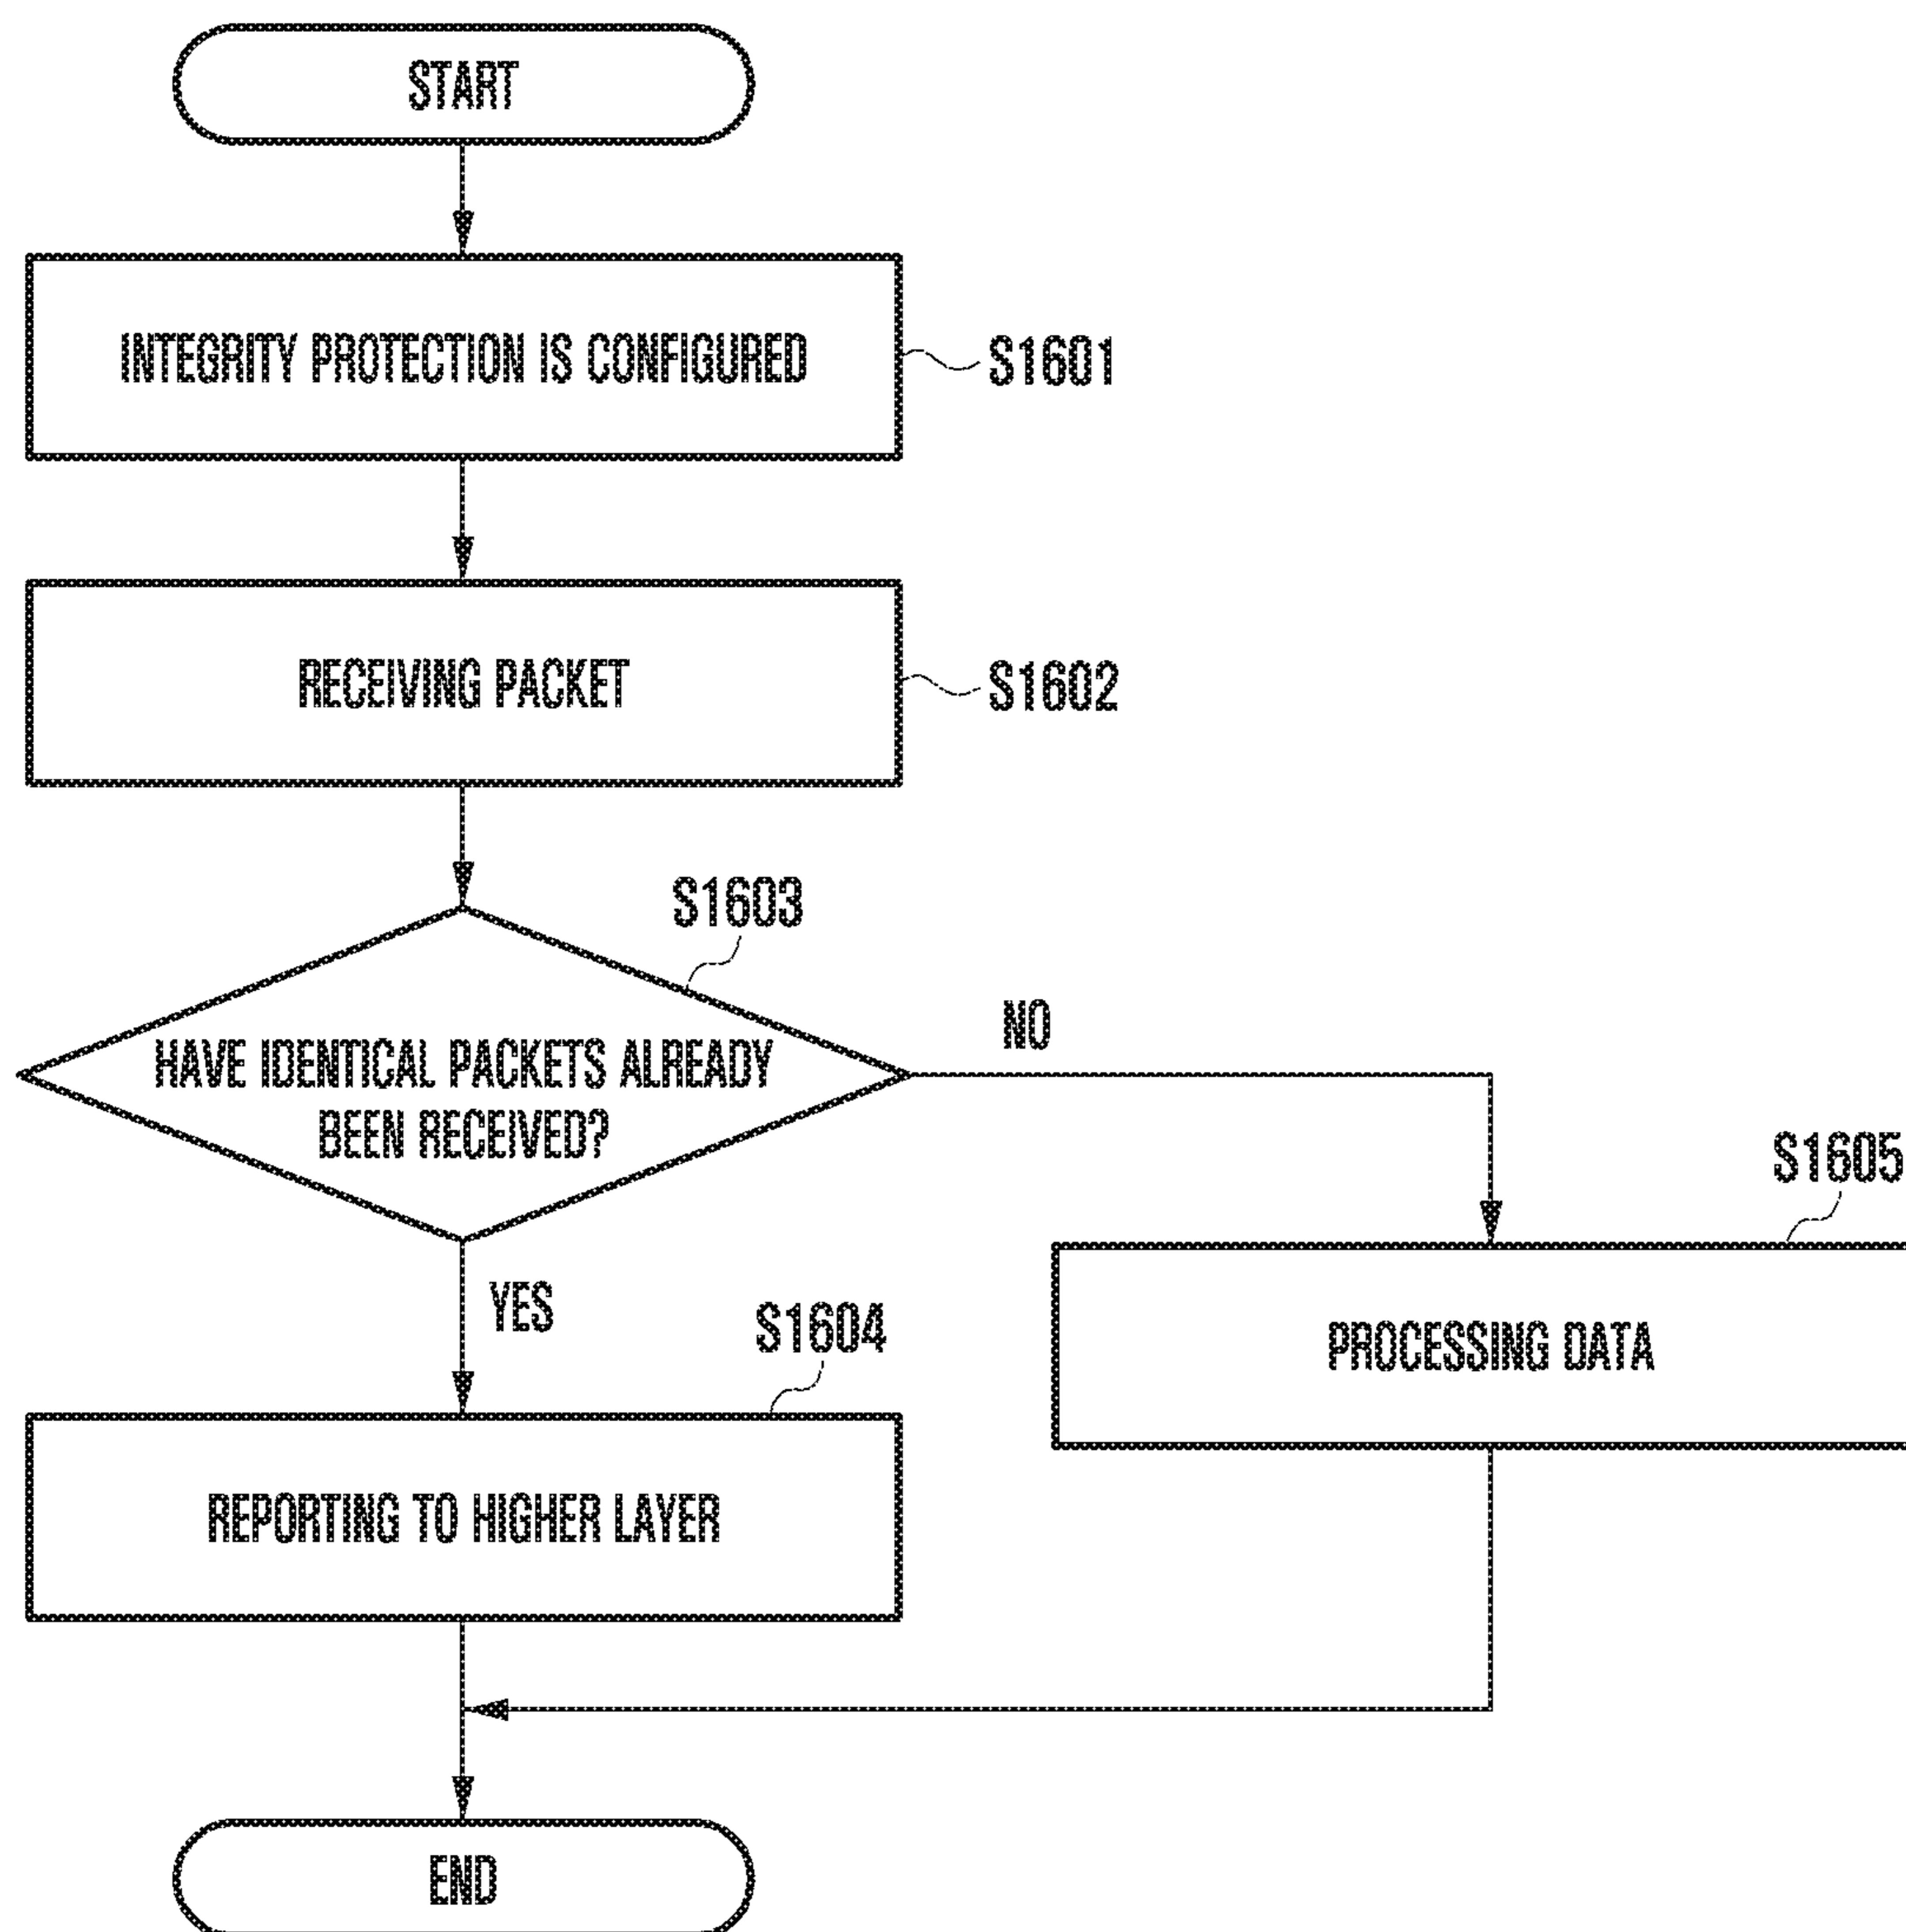 START
INTEGRITY PROTECTION IS CONFIGURED
S1601
RECEIVING PACKET
S1602
S1603
HAVE IDENTICAL PACKETS ALREADY
BEEN RECEIVED?
NO
YES
S1605
PROCESSING DATA
S1604
REPORTING TO HIGHER LAYER
END